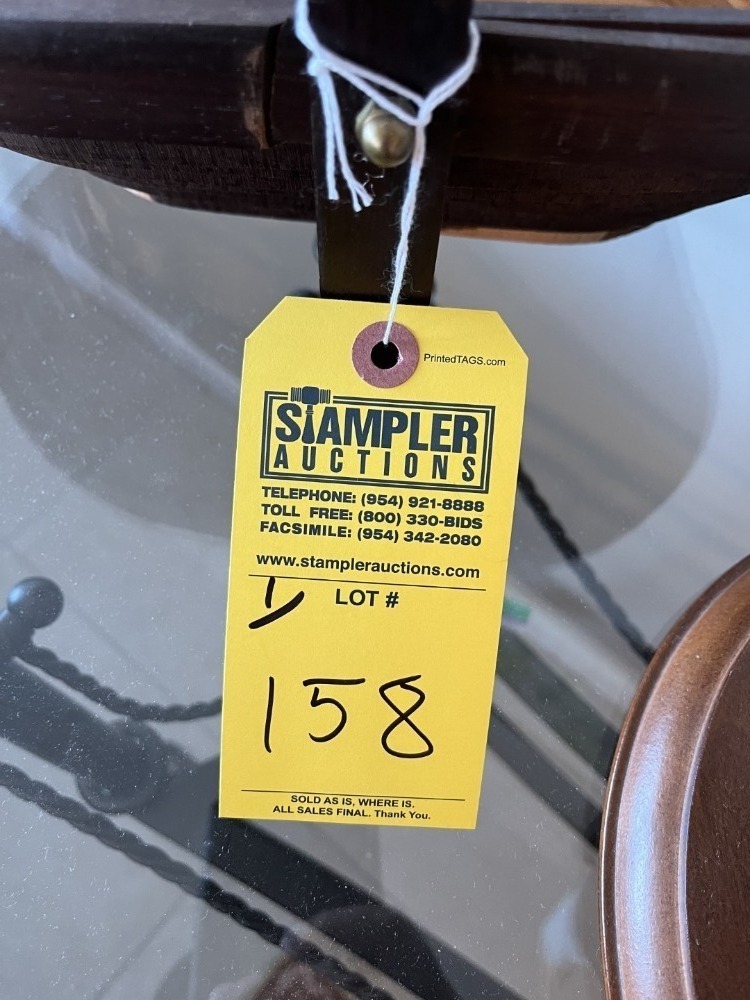 PrintedTAGS.com
STAMPLER
AUCTIONS
TELEPHONE: (954) 921-8888
TOLL FREE: (800) 330-BIDS
FACSIMILE: (954) 342-2080
www.stamplerauctions.com
LOT #
158
SOLD AS IS, WHERE IS.
ALL SALES FINAL. Thank You.